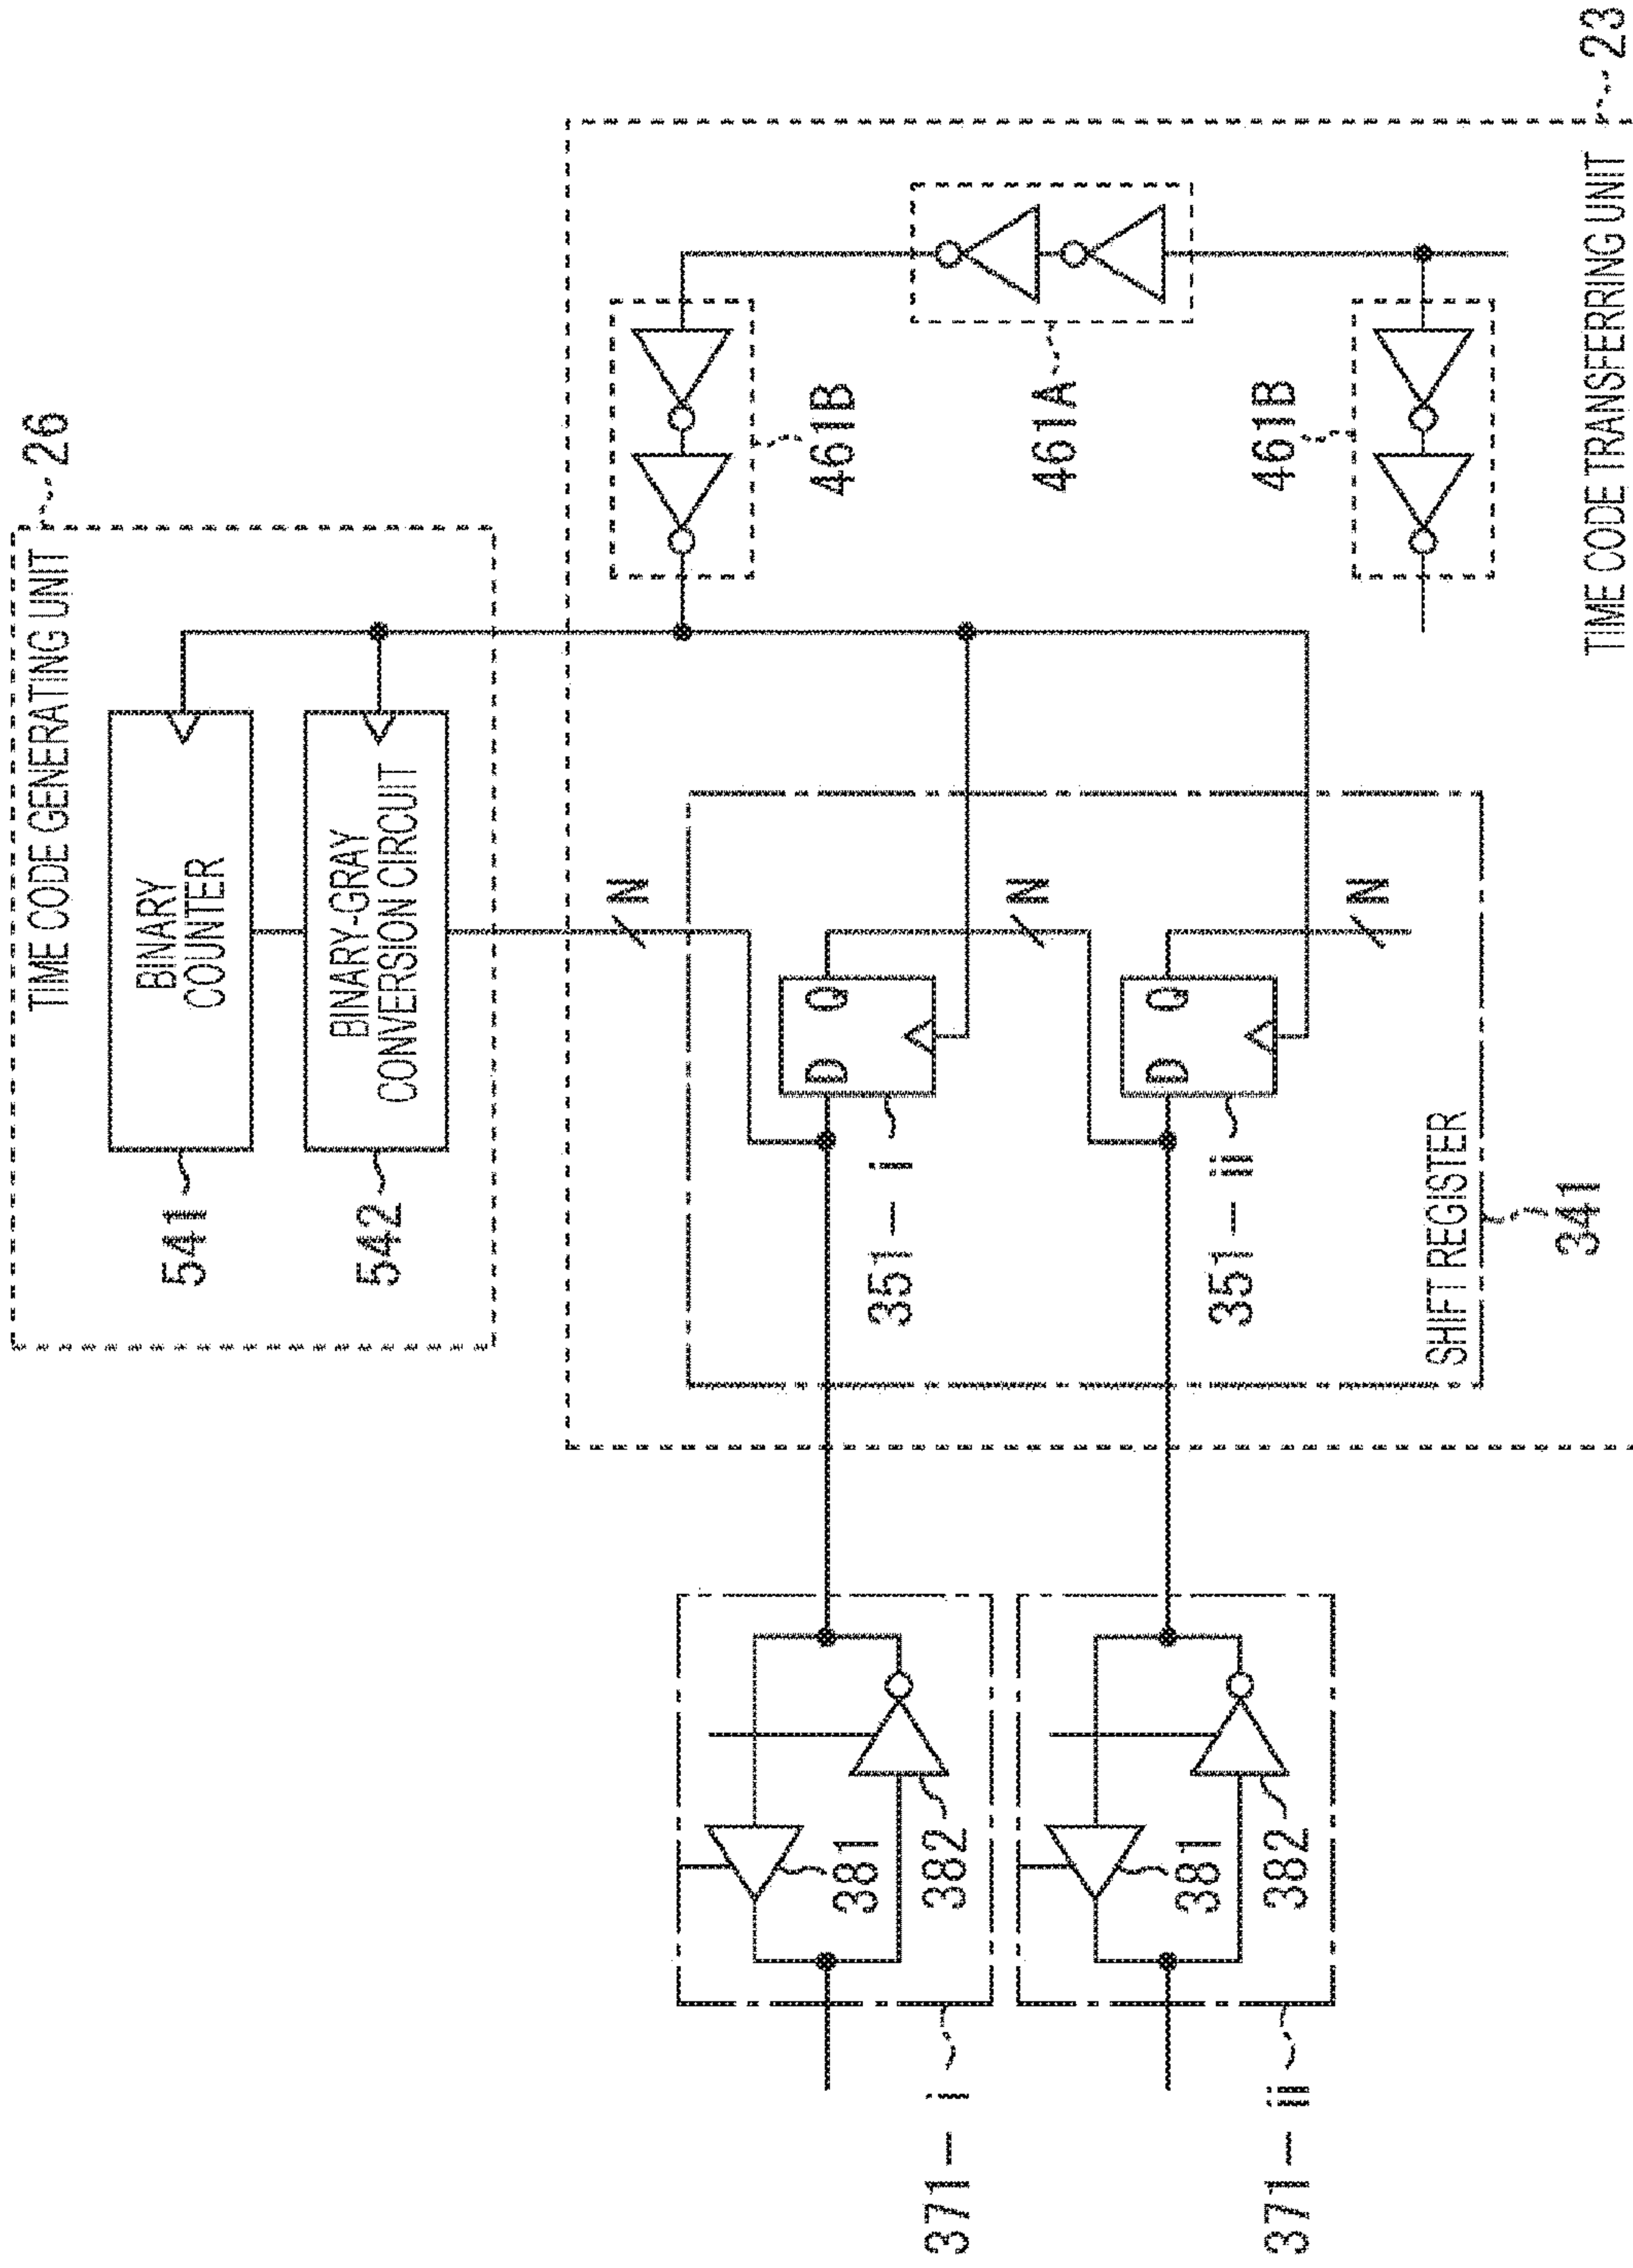 TIME CODE GENERATING UNIT
26
BINARY
COUNTER
541
BINARY-GRAY
CONVERSION CIRCUIT
542
N
461B
D Q
351-i
N
461A
D Q
351-ii
N
461B
SHIFT REGISTER
341
TIME CODE TRANSFERRING UNIT
23
381
382
371-i
381
382
371-ii